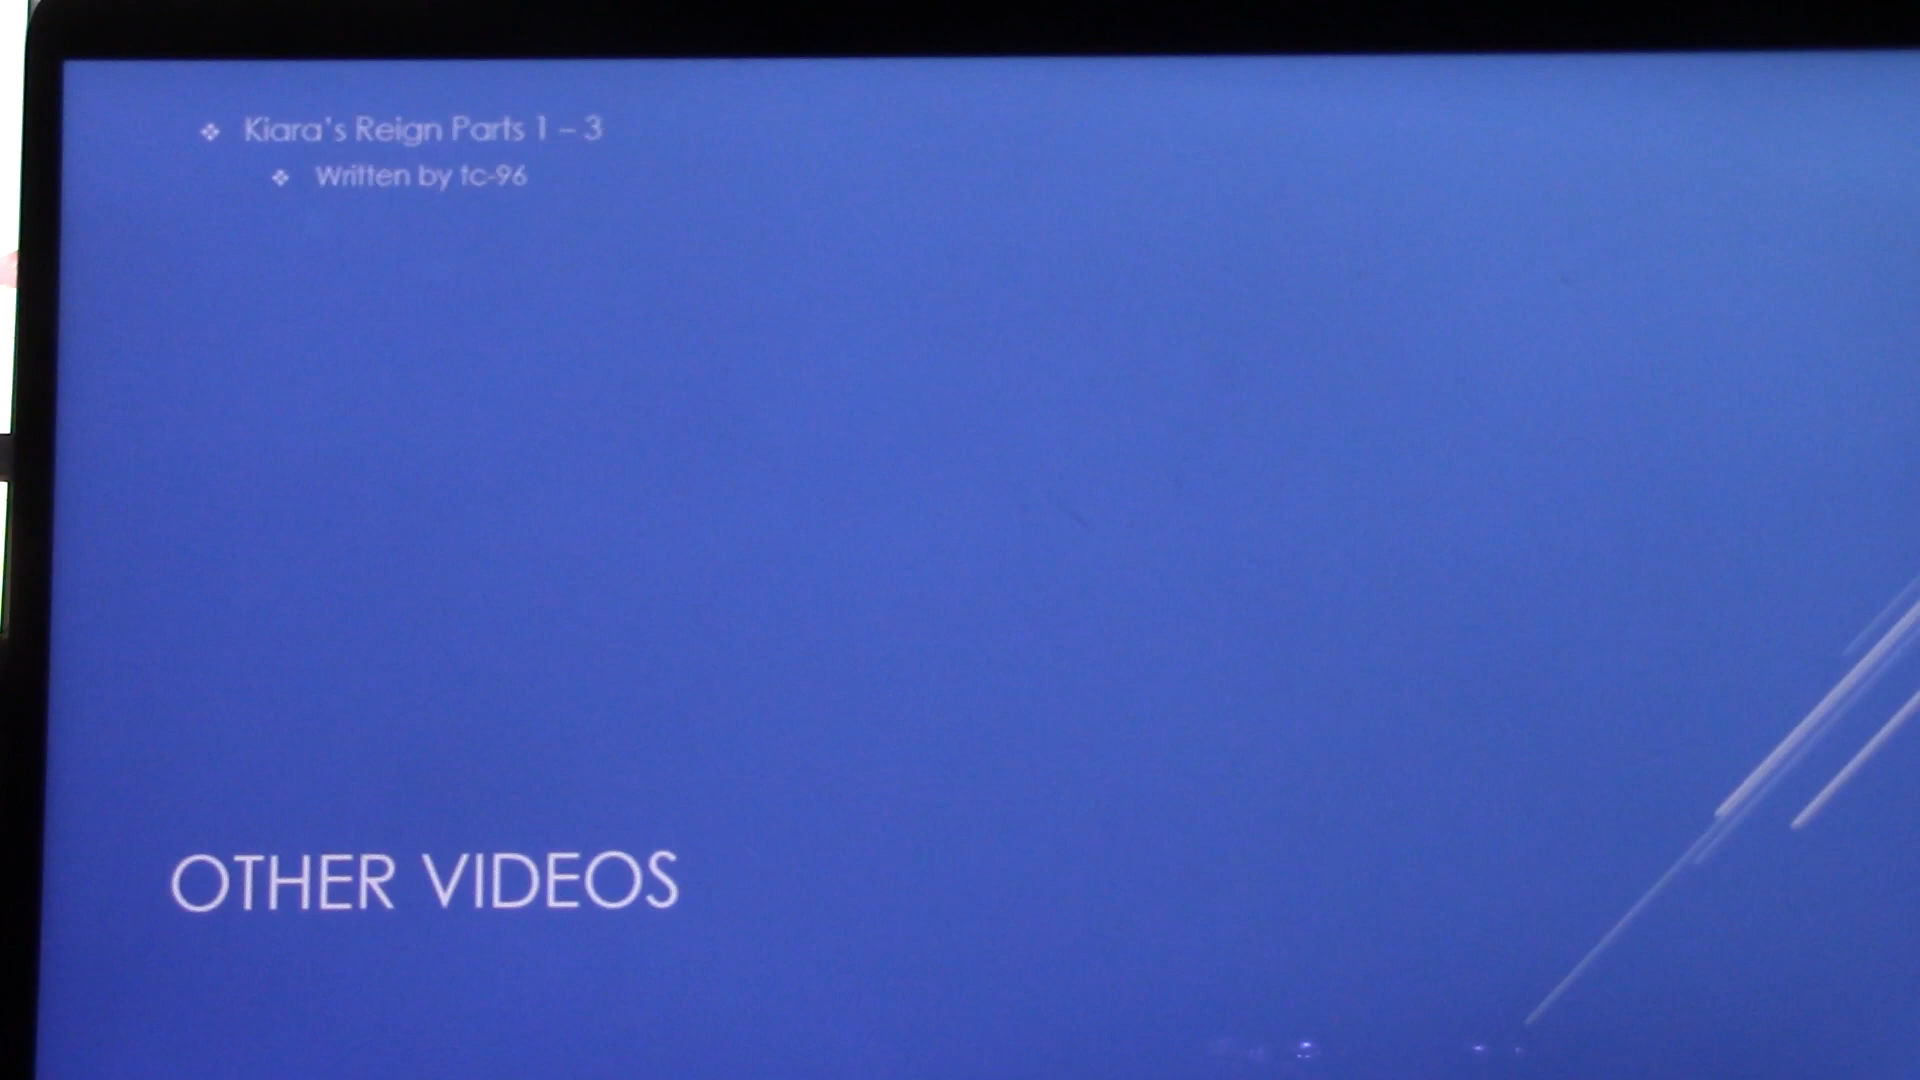 ❖ Kiara's Reign Parts 1 – 3
❖ Written by tc-96
OTHER VIDEOS